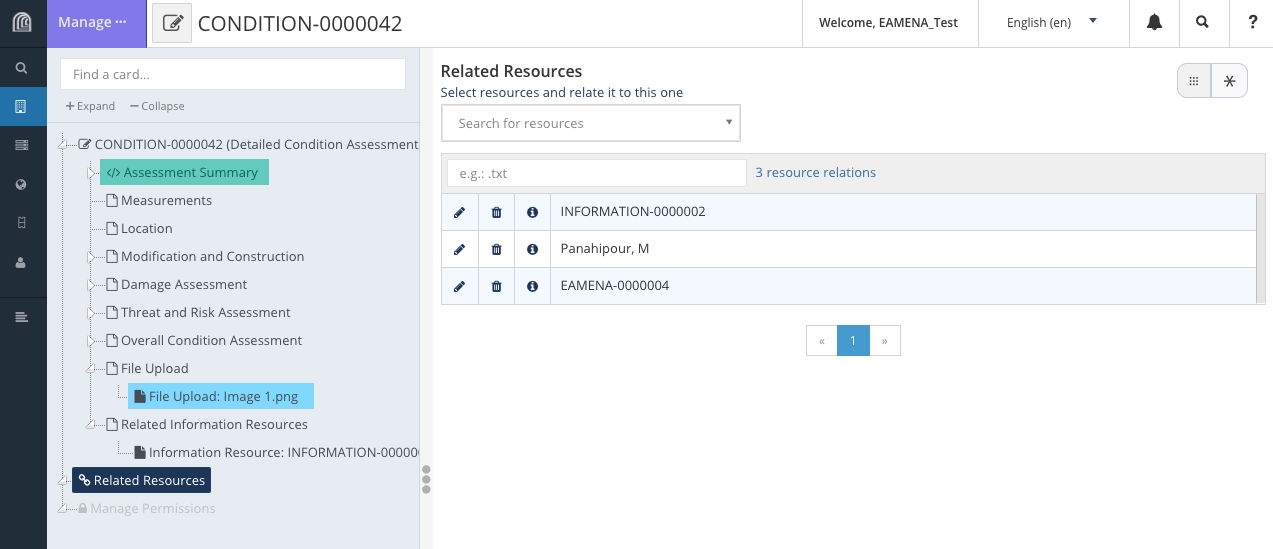 Manage ···
CONDITION-0000042
Welcome, EAMENA_Test
English (en)
?
Find a card...
+ Expand
− Collapse
CONDITION-0000042 (Detailed Condition Assessment
</> Assessment Summary
Measurements
Location
Modification and Construction
Damage Assessment
Threat and Risk Assessment
Overall Condition Assessment
File Upload
File Upload: Image 1.png
Related Information Resources
Information Resource: INFORMATION-00000
Related Resources
Manage Permissions
Related Resources
Select resources and relate it to this one
Search for resources
e.g.: .txt
3 resource relations
INFORMATION-0000002
Panahipour, M
EAMENA-0000004
« 1 »